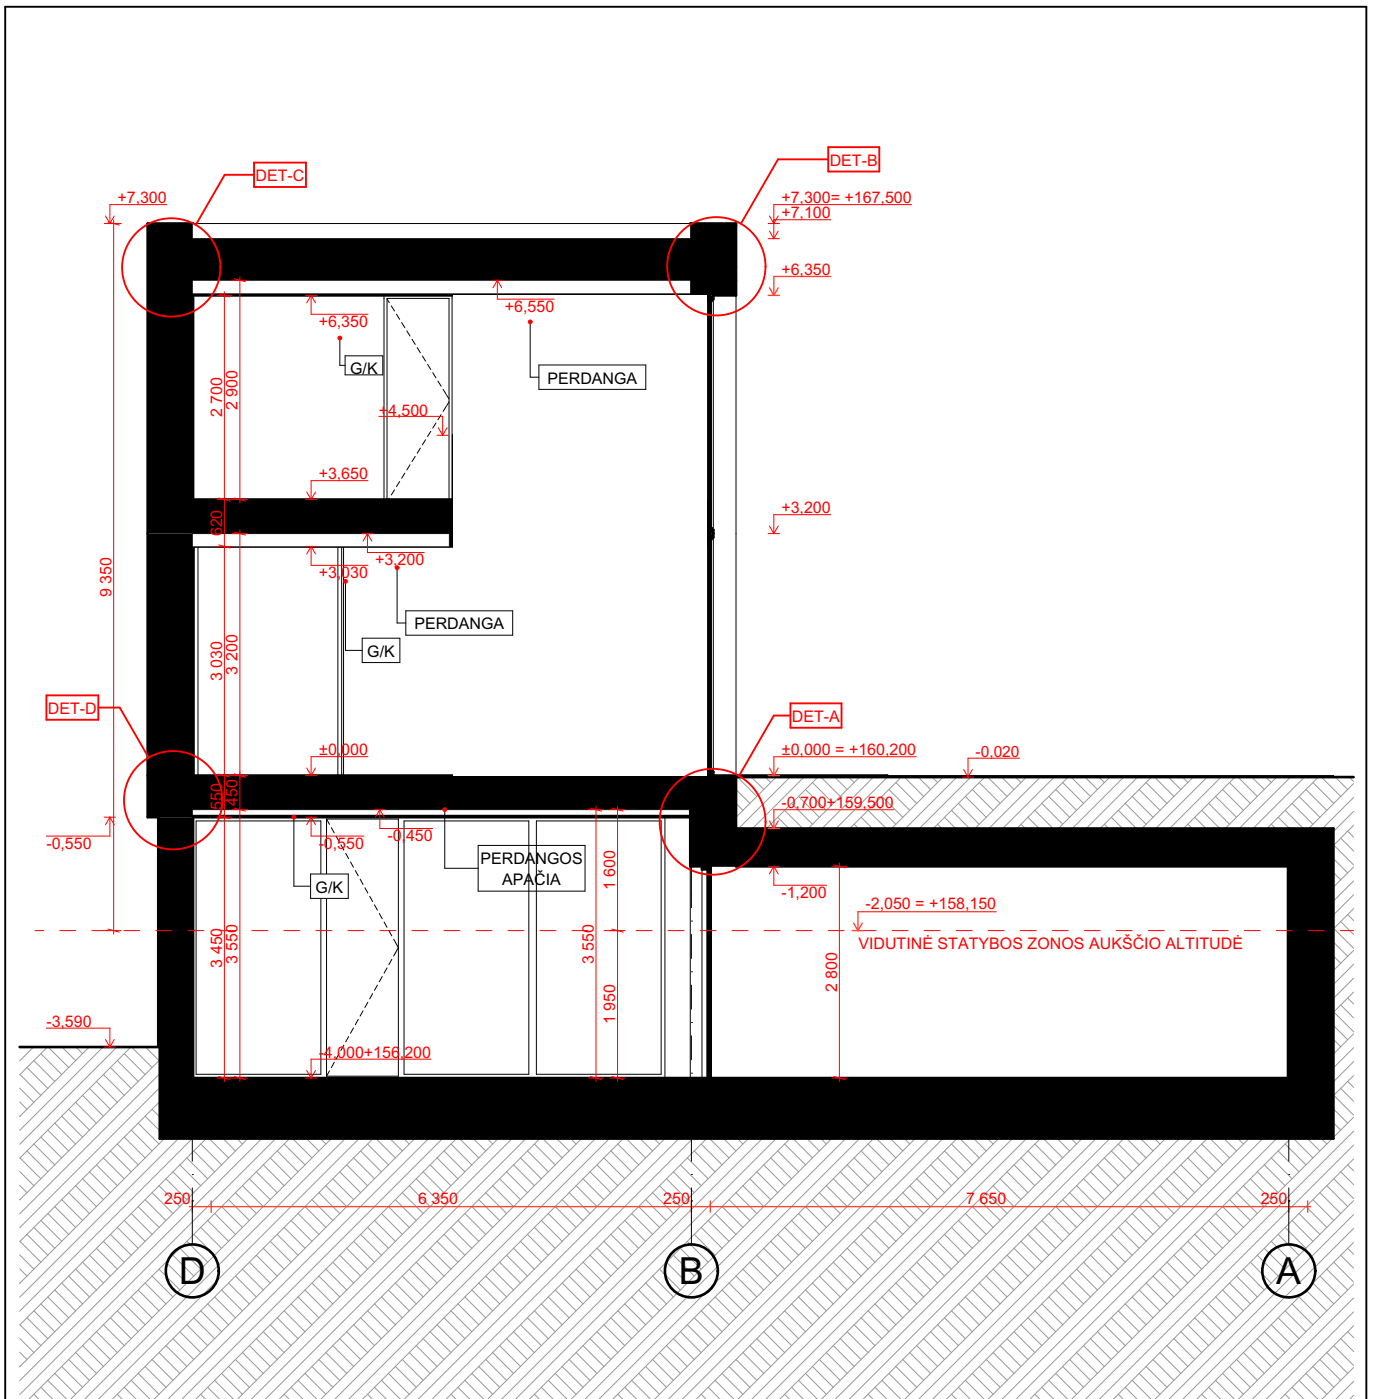 DET-B
DET-C
+7,300
+7,300= +167,500
+7,100
+6,350
+6,550
+6,350
G/K
PERDANGA
2 700
2 900
+4,500
+3,650
+3,200
620
+3,200
+3,030
9 350
PERDANGA
G/K
3 030
3 200
DET-D
DET-A
±0,000
±0,000 = +160,200
-0,020
550
450
-0,700+159,500
-0,550
-0,550
-0,450
PERDANGOS
APAČIA
G/K
1 600
-1,200
-2,050 = +158,150
VIDUTINĖ STATYBOS ZONOS AUKŠČIO ALTITUDĖ
3 450
3 550
3 550
2 800
1 950
-3,590
-4,000+156,200
250
6 350
250
7 650
250
D
B
A